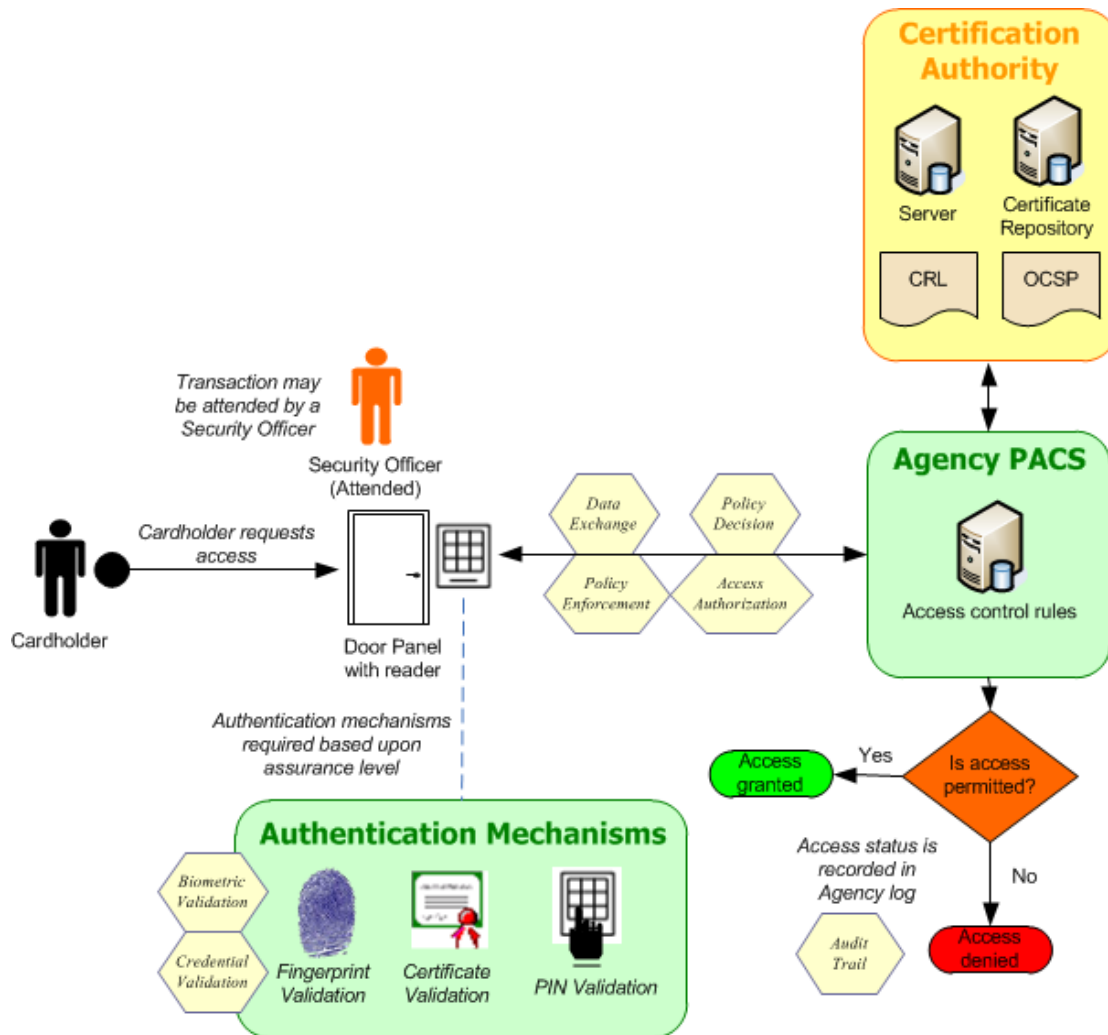 Certification
Authority
Server
Certificate
Repository
CRL
OCSP
Transaction may
be attended by a
Security Officer
Security Officer
(Attended)
Agency PACS
Data
Exchange
Policy
Decision
Cardholder requests
access
Policy
Enforcement
Access
Authorization
Access control rules
Cardholder
Door Panel
with reader
Authentication mechanisms
required based upon
assurance level
Access
granted
Yes
Is access
permitted?
Authentication Mechanisms
Access status is
recorded in
Agency log
No
Biometric
Validation
Credential
Validation
Fingerprint
Validation
Certificate
Validation
PIN Validation
Audit
Trail
Access
denied